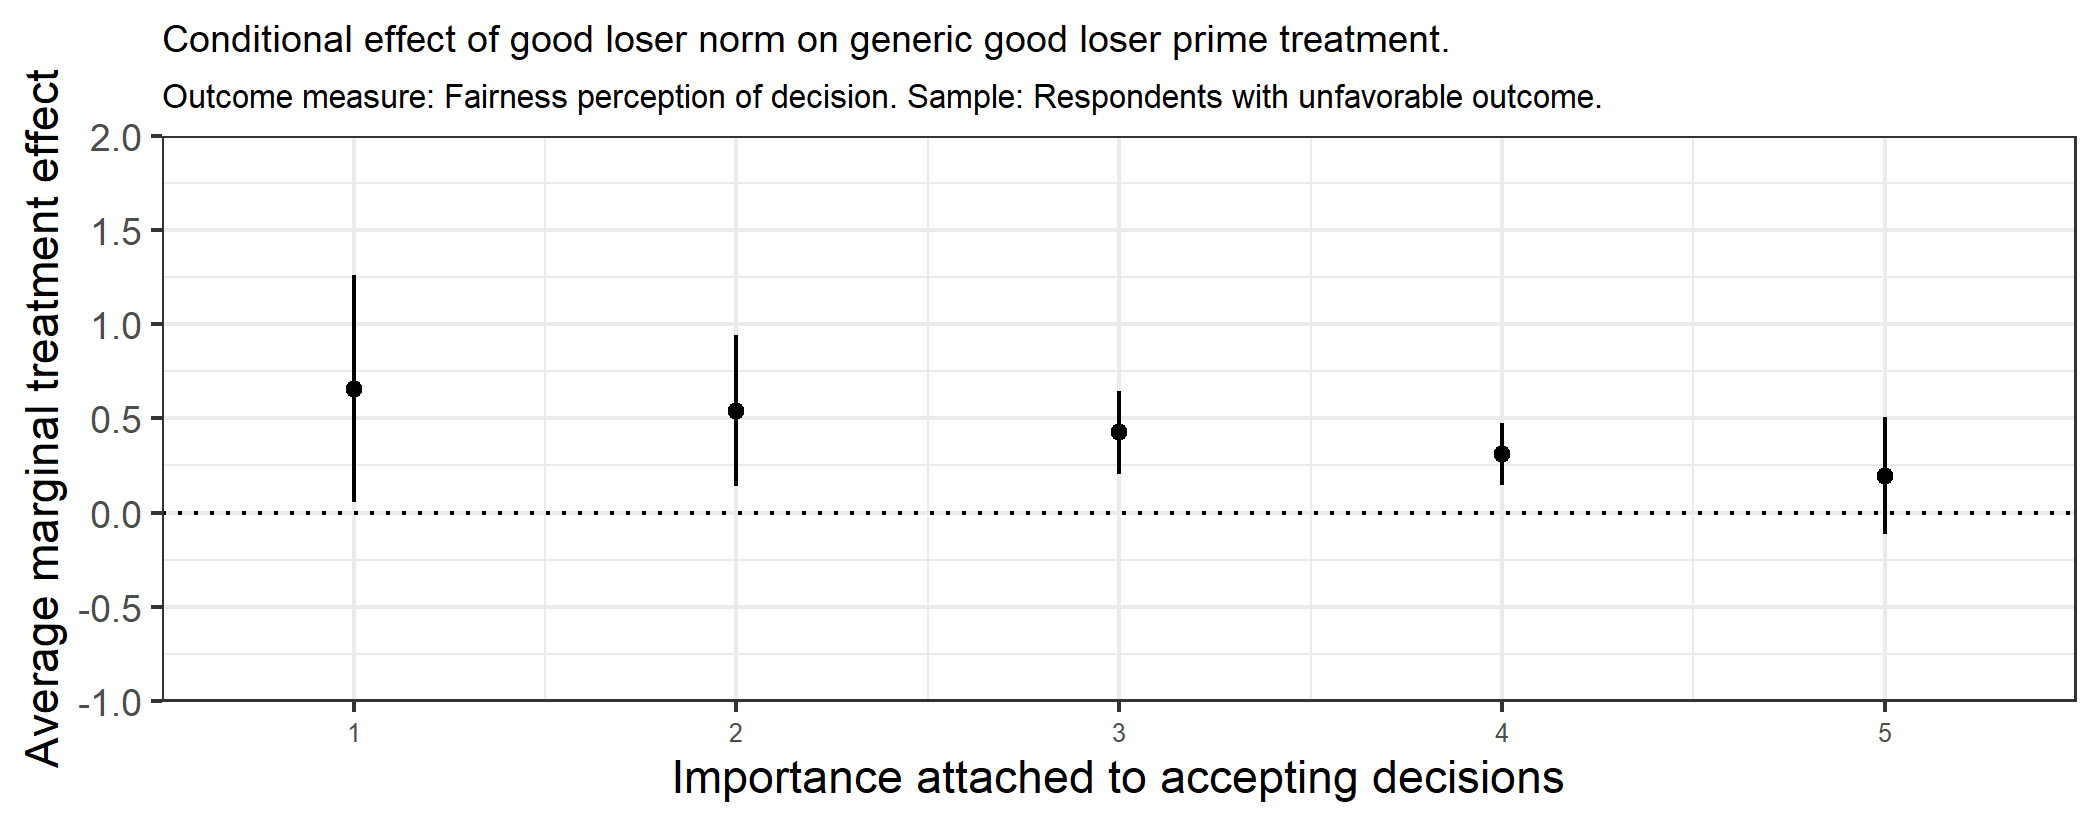 Conditional effect of good loser norm on generic good loser prime treatment.
Outcome measure: Fairness perception of decision. Sample: Respondents with unfavorable outcome.
Average marginal treatment effect
2.0
1.5
1.0
0.5
0.0
-0.5
-1.0
1 2 3 4 5
Importance attached to accepting decisions